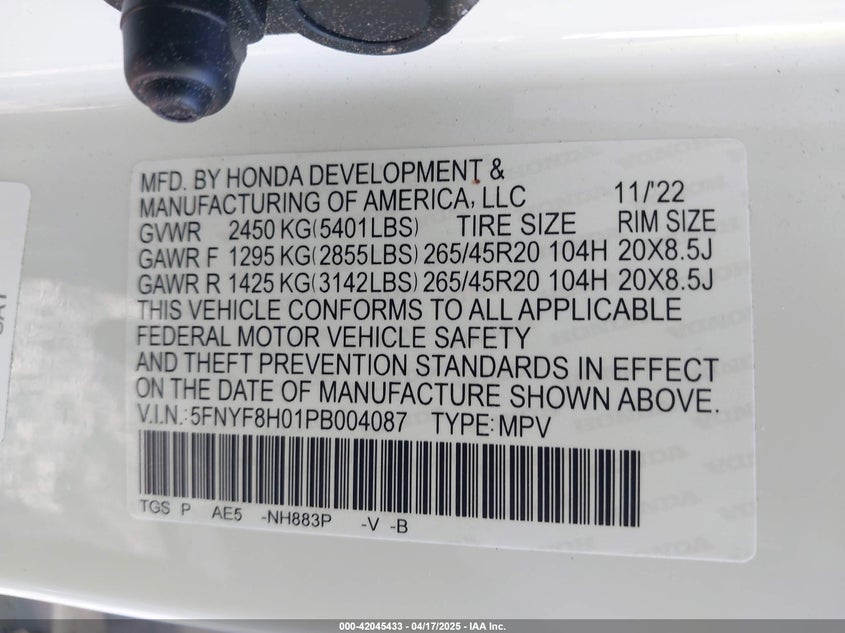 MFD. BY HONDA DEVELOPMENT &
MANUFACTURING OF AMERICA, LLC 11/'22
GVWR 2450 KG(5401LBS) TIRE SIZE RIM SIZE
GAWR F 1295 KG(2855LBS) 265/45R20 104H 20X8.5J
GAWR R 1425 KG(3142LBS) 265/45R20 104H 20X8.5J
THIS VEHICLE CONFORMS TO ALL APPLICABLE
FEDERAL MOTOR VEHICLE SAFETY
AND THEFT PREVENTION STANDARDS IN EFFECT
ON THE DATE OF MANUFACTURE SHOWN ABOVE.
V.I.N.:5FNYF8H01PB004087 TYPE:MPV
TGS P AE5 -NH883P -V -B
000-42045433 - 04/17/2025 - IAA Inc.